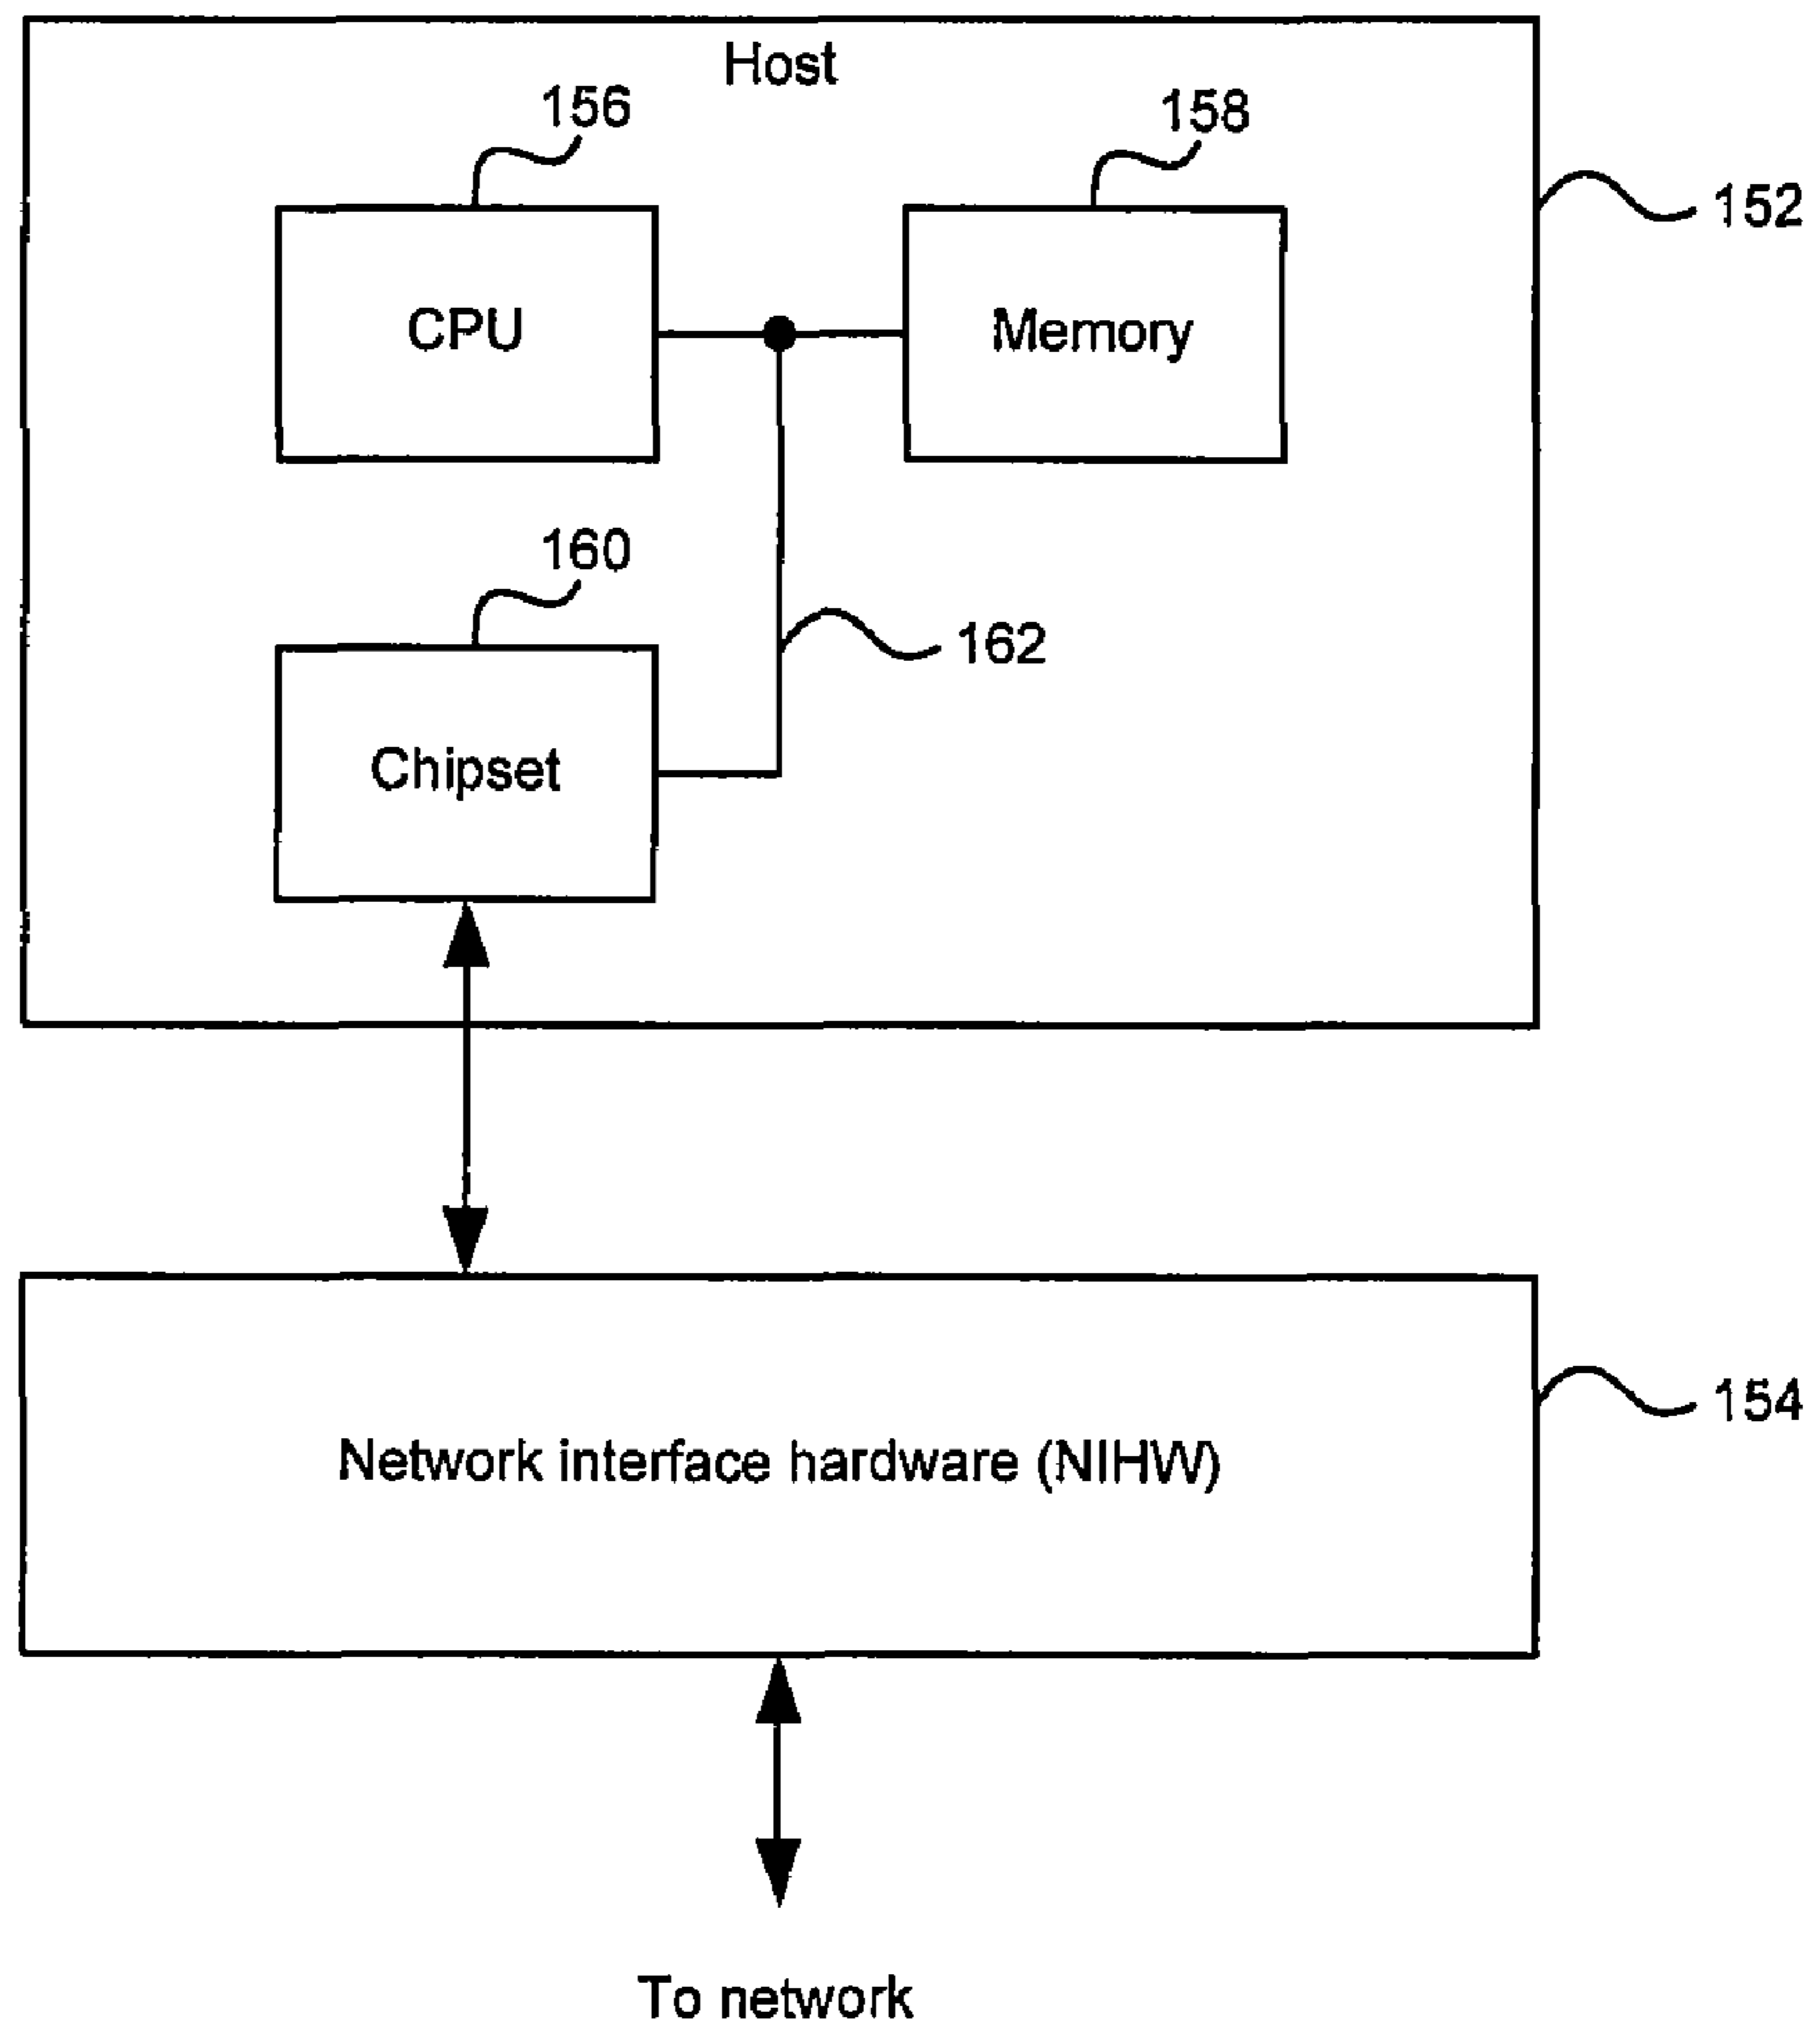 Host
156
158
152
CPU
Memory
160
162
Chipset
154
Network interface hardware (NIHW)
To network